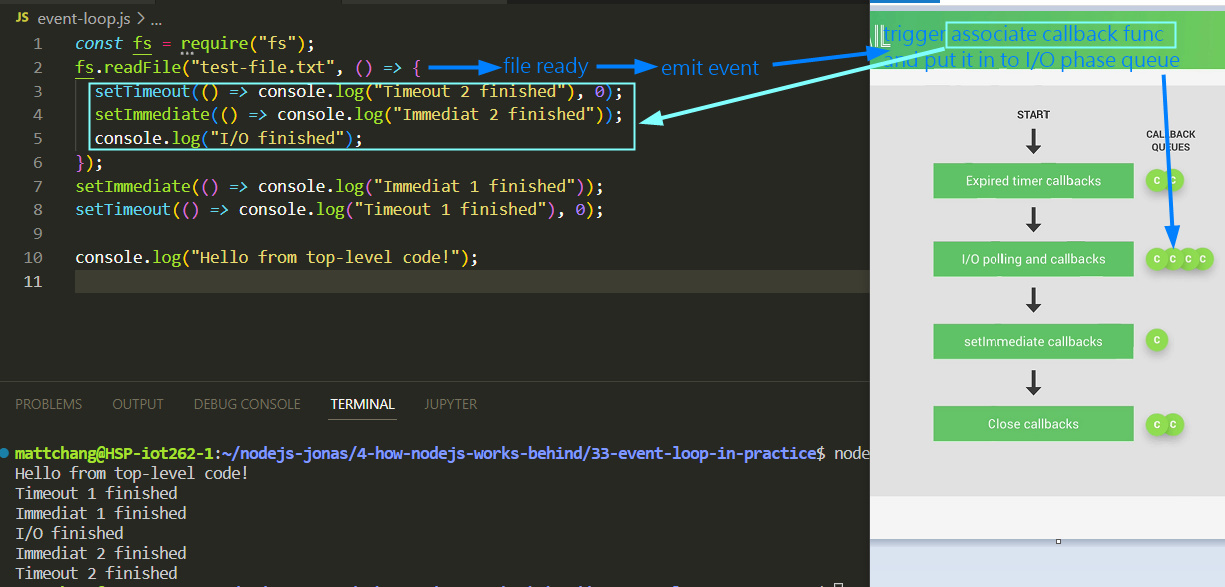 JS event-loop.js > ...
1 const fs = require("fs");
2 fs.readFile("test-file.txt", () => {
3 setTimeout(() => console.log("Timeout 2 finished"), 0);
4 setImmediate(() => console.log("Immediat 2 finished"));
5 console.log("I/O finished");
6 });
7 setImmediate(() => console.log("Immediat 1 finished"));
8 setTimeout(() => console.log("Timeout 1 finished"), 0);
9
10 console.log("Hello from top-level code!");
11
file ready
emit event
trigger associate callback func
and put it in to I/O phase queue
START
CALLBACK
QUEUES
Expired timer callbacks
C C
I/O polling and callbacks
C C C C
setImmediate callbacks
C
Close callbacks
C C
PROBLEMS OUTPUT DEBUG CONSOLE TERMINAL JUPYTER
mattchang@HSP-iot262-1:~/nodejs-jonas/4-how-nodejs-works-behind/33-event-loop-in-practice$ node
Hello from top-level code!
Timeout 1 finished
Immediat 1 finished
I/O finished
Immediat 2 finished
Timeout 2 finished